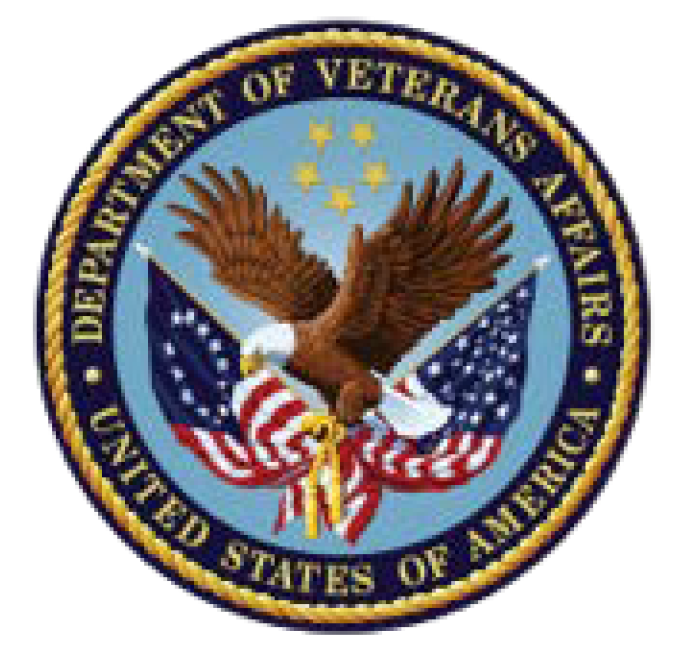 DEPARTMENT OF VETERANS AFFAIRS
UNITED STATES OF AMERICA